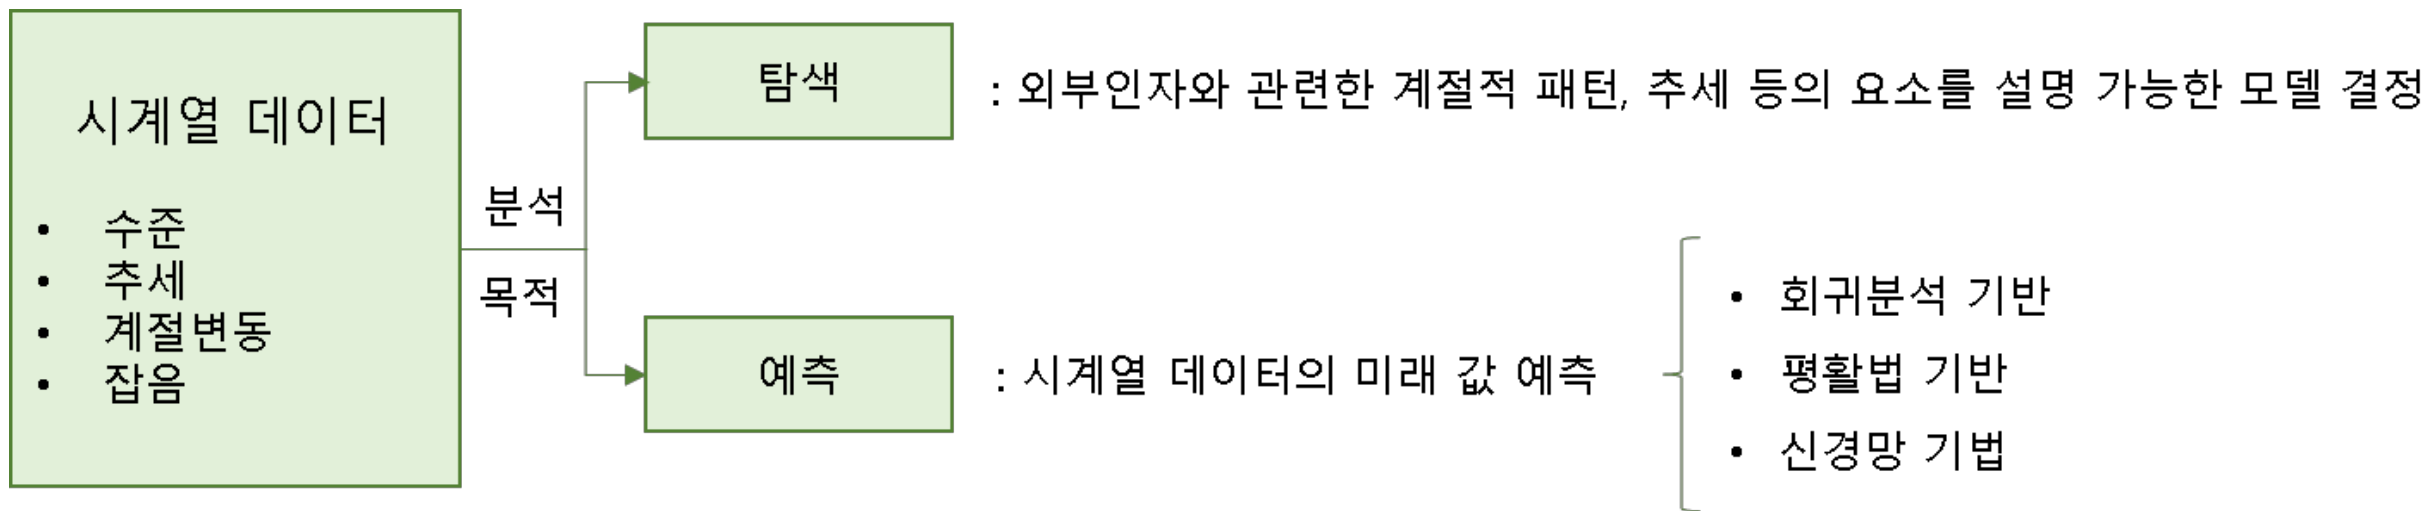 시계열 데이터
• 수준
• 추세
• 계절변동
• 잡음
분석
목적
탐색
: 외부인자와 관련한 계절적 패턴, 추세 등의 요소를 설명 가능한 모델 결정
예측
: 시계열 데이터의 미래 값 예측
• 회귀분석 기반
• 평활법 기반
• 신경망 기법